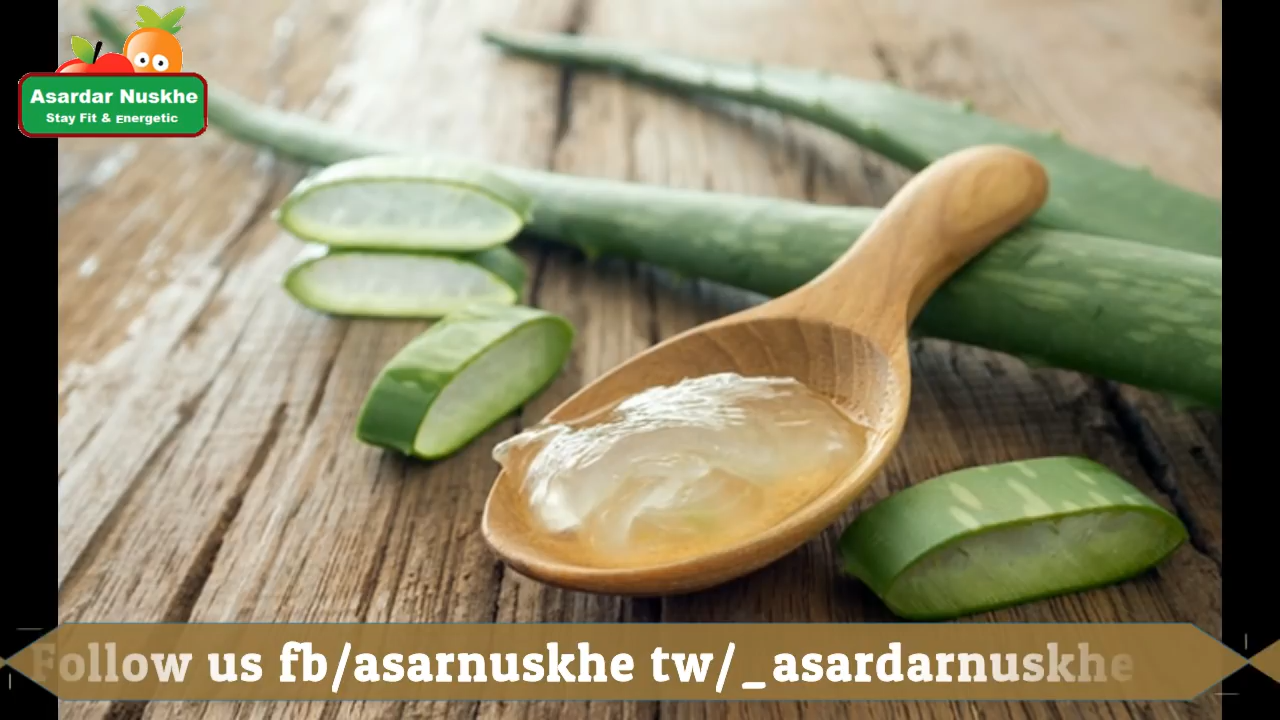 Asardar Nuskhe
Stay Fit & Energetic
Follow us fb/asarnuskhe tw/_asardarnuskhe